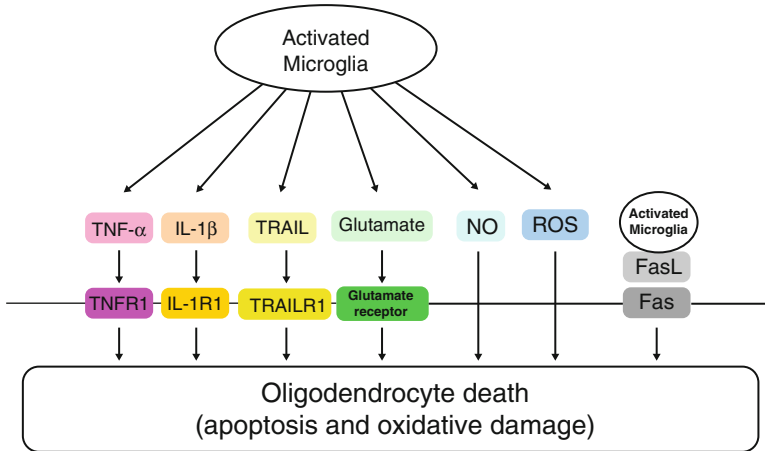 Activated
Microglia
TNF-α
IL-1β
TRAIL
Glutamate
NO
ROS
Activated
Microglia
FasL
TNFR1
IL-1R1
TRAILR1
Glutamate
receptor
Fas
Oligodendrocyte death
(apoptosis and oxidative damage)